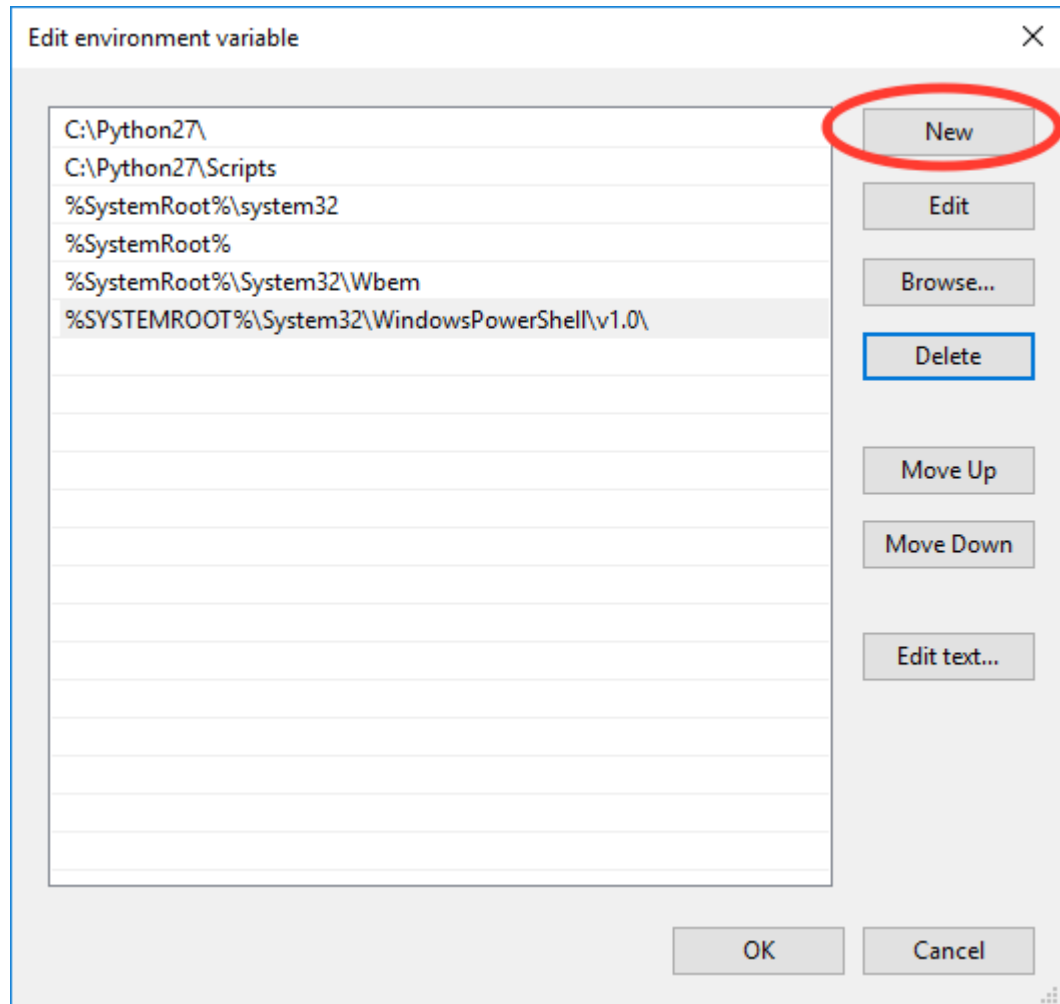 Edit environment variable
C:\Python27\
New
C:\Python27\Scripts
%SystemRoot%\system32
Edit
%SystemRoot%
%SystemRoot%\System32\Wbem
Browse...
%SYSTEMROOT%\System32\WindowsPowerShell\v1.0\
Delete
Move Up
Move Down
Edit text...
OK
Cancel